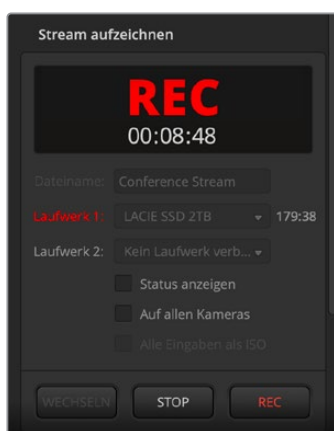 Stream aufzeichnen
REC
00:08:48
Dateiname: Conference Stream
Laufwerk 1: LACIE SSD 2TB 179:38
Laufwerk 2: Kein Laufwerk verb...
Status anzeigen
Auf allen Kameras
Alle Eingaben als ISO
WECHSELN STOP REC